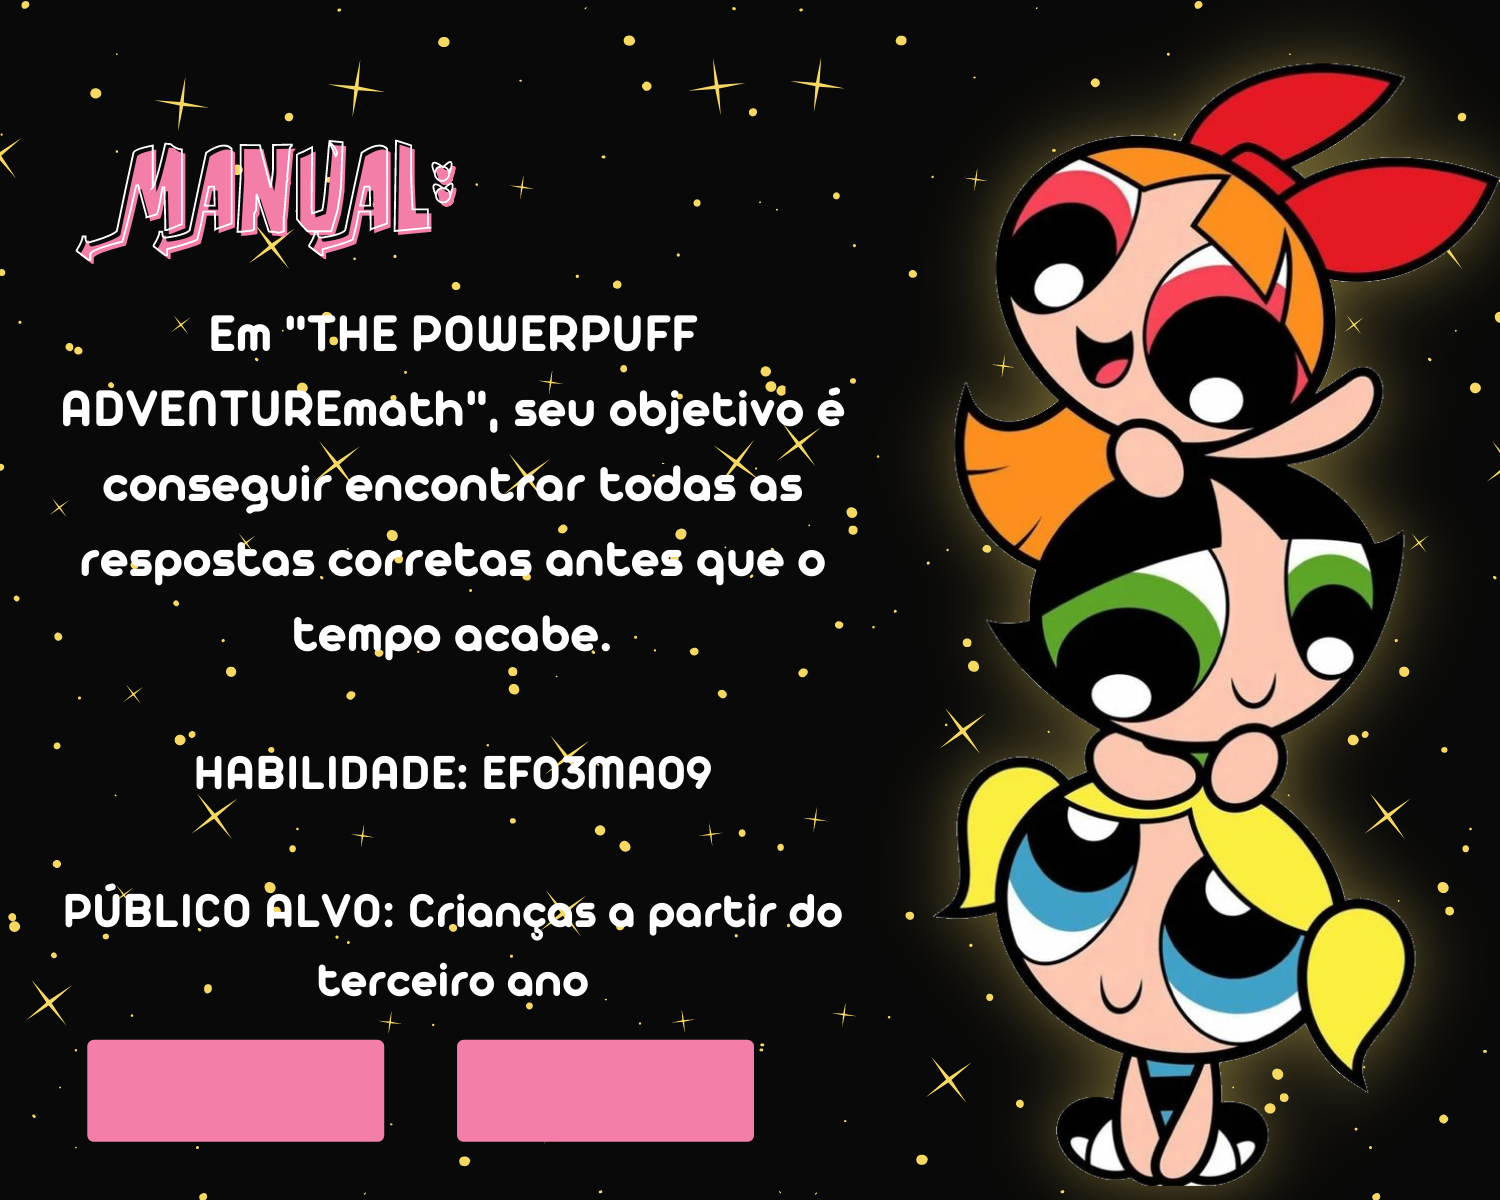 MANUAL:
Em "THE POWERPUFF
ADVENTUREmath", seu objetivo é
conseguir encontrar todas as
respostas corretas antes que o
tempo acabe.
HABILIDADE: EF03MA09
PÚBLICO ALVO: Crianças a partir do
terceiro ano